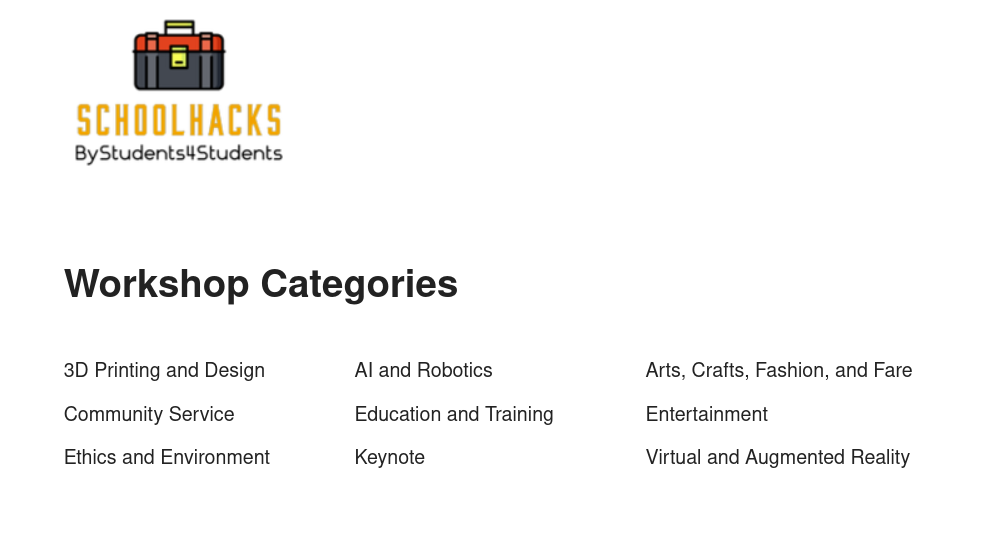 SCHOOLHACKS
ByStudents4Students
Workshop Categories
3D Printing and Design
AI and Robotics
Arts, Crafts, Fashion, and Fare
Community Service
Education and Training
Entertainment
Ethics and Environment
Keynote
Virtual and Augmented Reality